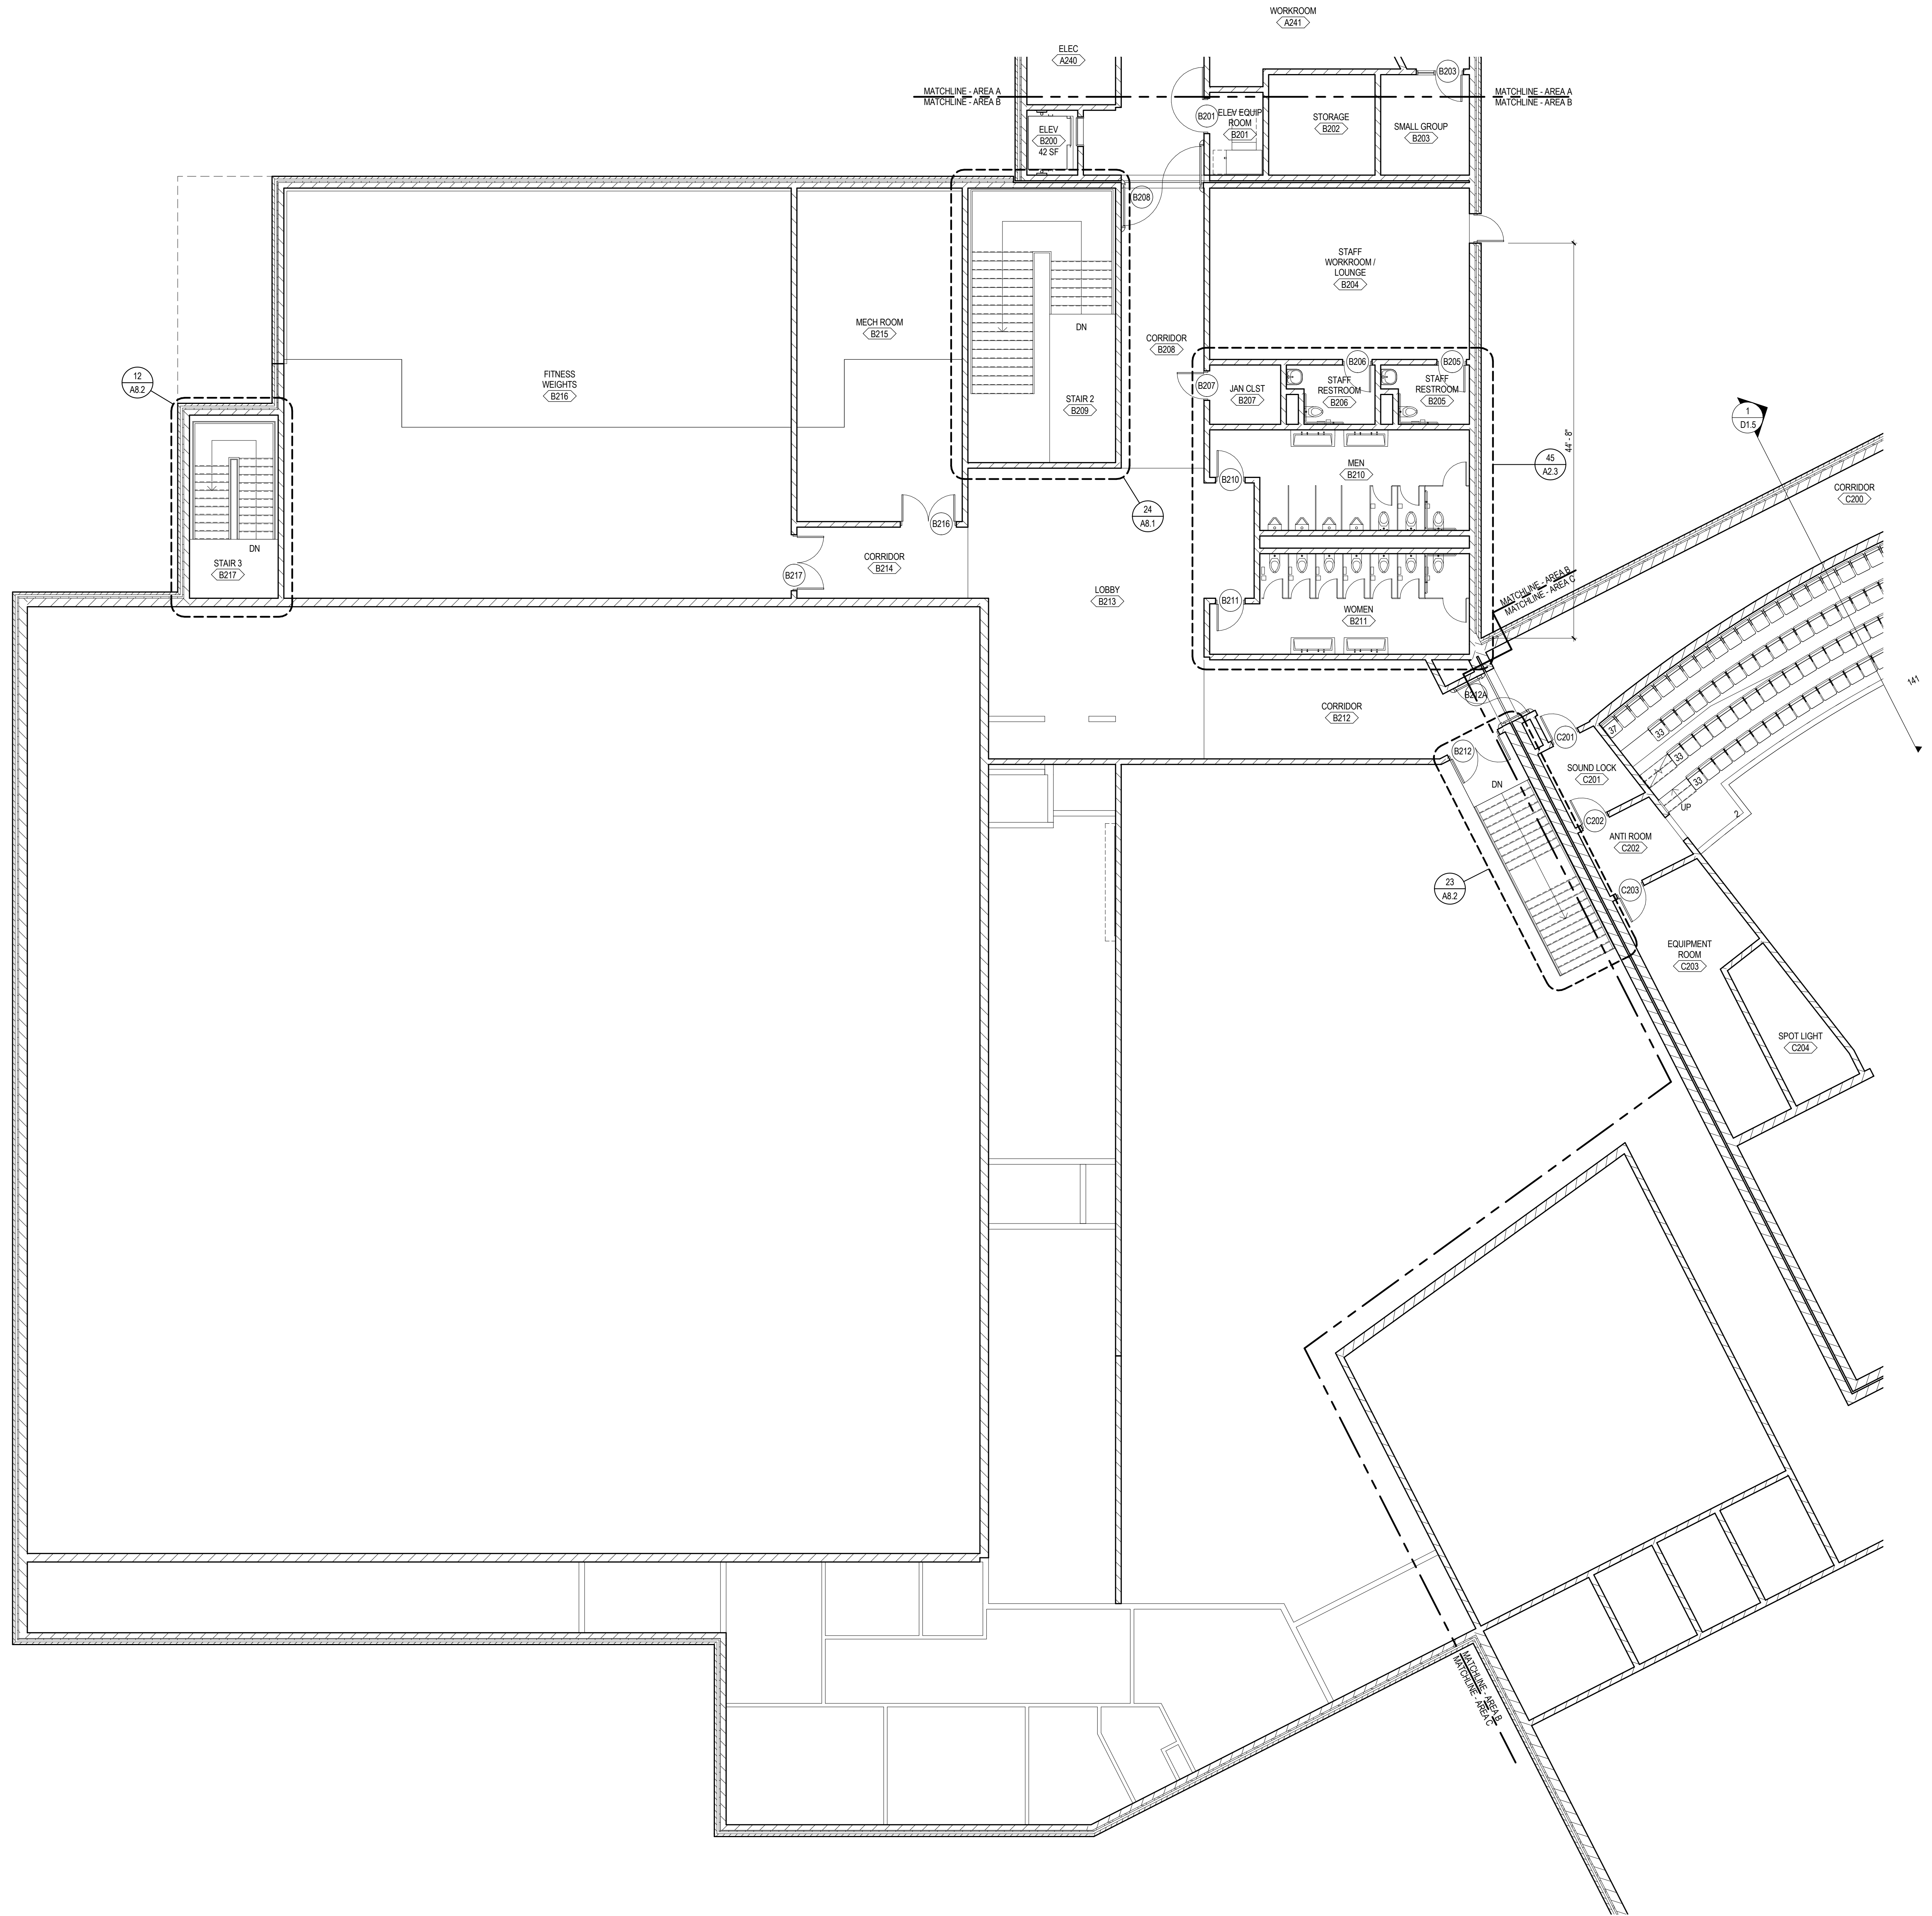 WORKROOM
A241
ELEC
A240
B203
MATCHLINE - AREA A
MATCHLINE - AREA B
MATCHLINE - AREA A
MATCHLINE - AREA B
B201
ELEV EQUIP
ROOM
B201
STORAGE
B202
SMALL GROUP
B203
ELEV
B200
42 SF
B208
STAFF
WORKROOM /
LOUNGE
B204
MECH ROOM
B215
DN
CORRIDOR
B208
B206
B205
12
A8.2
FITNESS
WEIGHTS
B216
B207
JAN CLST
B207
STAFF
RESTROOM
B206
STAFF
RESTROOM
B205
STAIR 2
B209
1
D1.5
44' - 8"
45
A2.3
MEN
B210
B210
CORRIDOR
C200
24
A8.1
B216
DN
STAIR 3
B217
CORRIDOR
B214
B217
LOBBY
B213
B211
WOMEN
B211
MATCHLINE - AREA B
MATCHLINE - AREA C
141
B212A
CORRIDOR
B212
37
33
33
33
C201
B212
SOUND LOCK
C201
DN
UP
2
C202
ANTI ROOM
C202
23
A8.2
C203
EQUIPMENT
ROOM
C203
SPOT LIGHT
C204
MATCHLINE - AREA B
MATCHLINE - AREA C